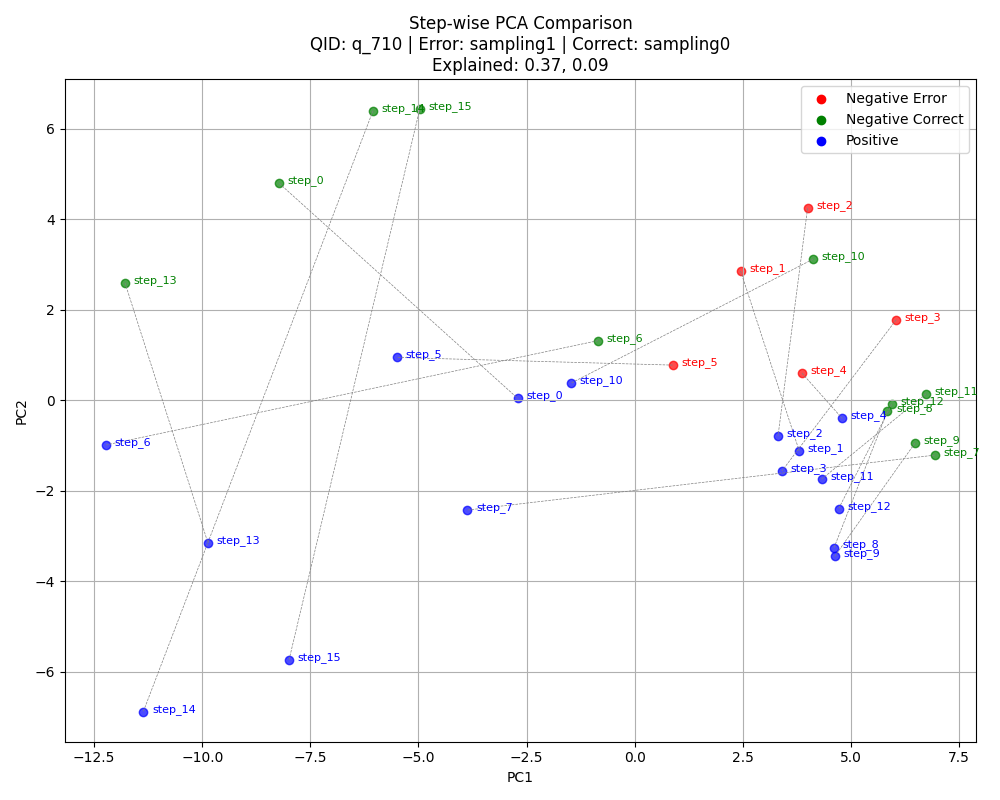 Step-wise PCA Comparison
QID: q_710 | Error: sampling1 | Correct: sampling0
Explained: 0.37, 0.09
Negative Error
Negative Correct
Positive
step_14
step_15
step_0
step_2
step_10
step_1
step_13
step_3
step_6
step_5
step_5
step_4
step_10
step_0
step_11
step_12
step_8
step_4
step_2
step_9
step_6
step_1
step_7
step_3
step_11
step_7
step_12
step_13
step_8
step_9
step_15
step_14
6
4
2
0
−2
−4
−6
PC2
−12.5
−10.0
−7.5
−5.0
−2.5
0.0
2.5
5.0
7.5
PC1